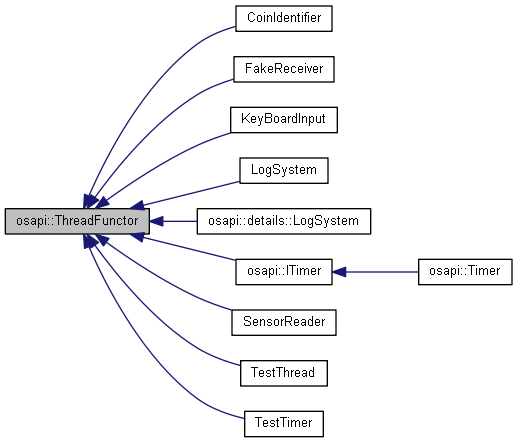 CoinIdentifier
FakeReceiver
KeyBoardInput
LogSystem
osapi::ThreadFunctor
osapi::details::LogSystem
osapi::ITimer
osapi::Timer
SensorReader
TestThread
TestTimer